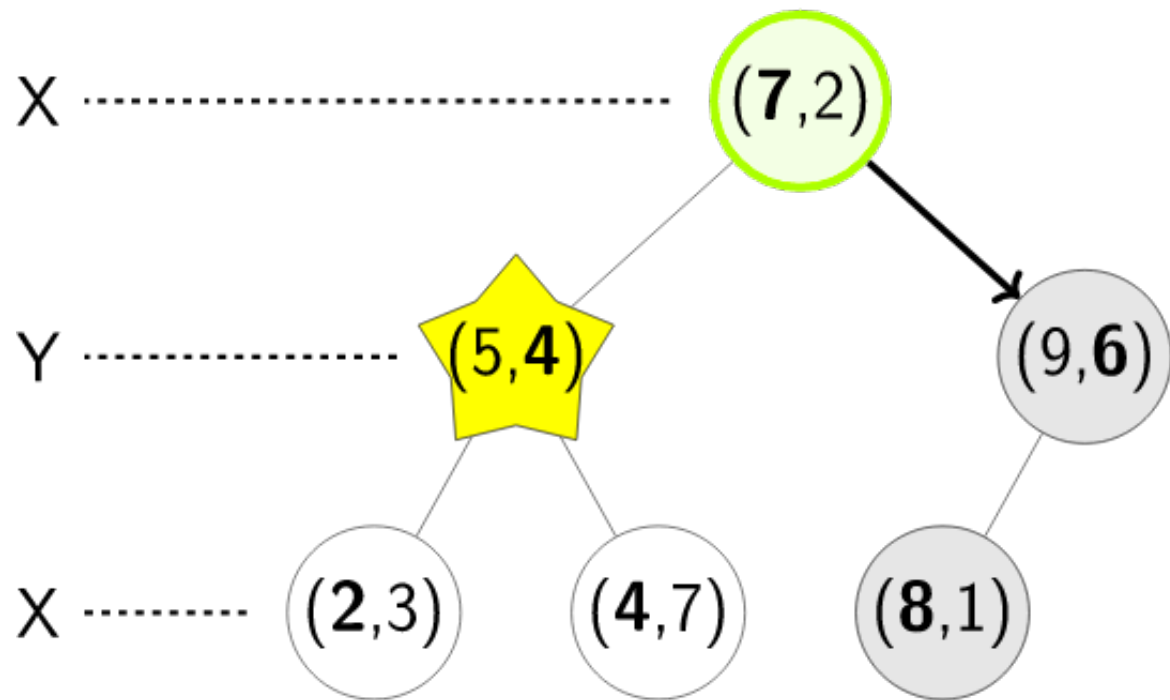 X (7,2)
Y (5,4) (9,6)
X (2,3) (4,7) (8,1)